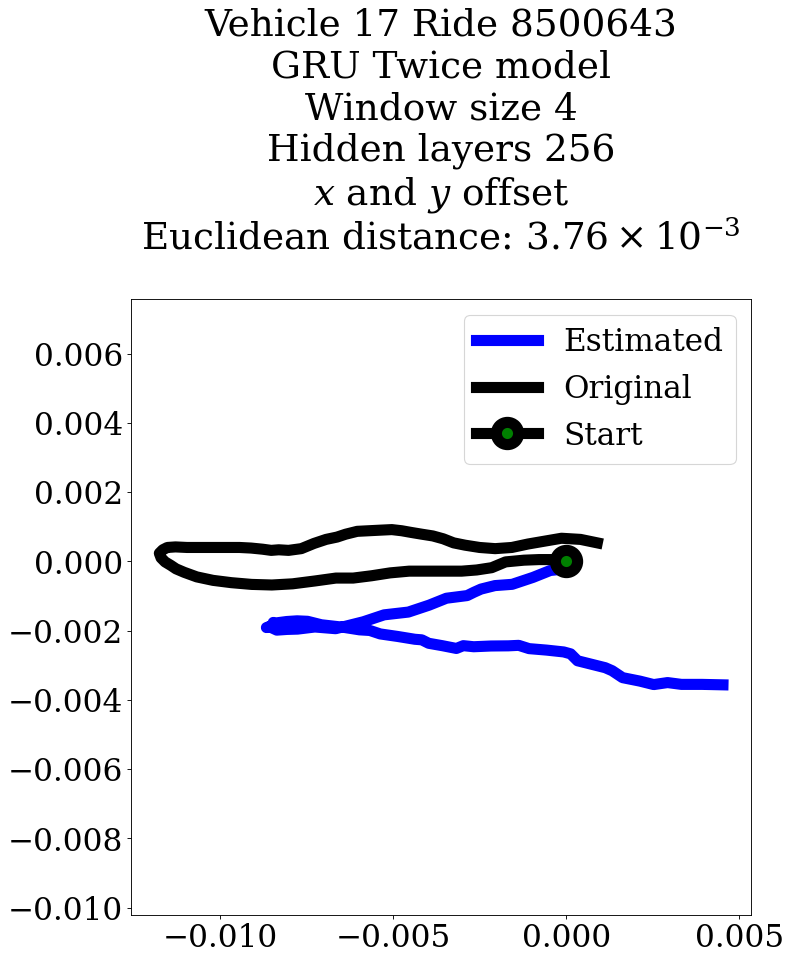 Vehicle 17 Ride 8500643
GRU Twice model
Window size 4
Hidden layers 256
x and y offset
Euclidean distance: 3.76 × 10⁻³
Estimated
Original
Start
0.006
0.004
0.002
0.000
−0.002
−0.004
−0.006
−0.008
−0.010
−0.010 −0.005 0.000 0.005